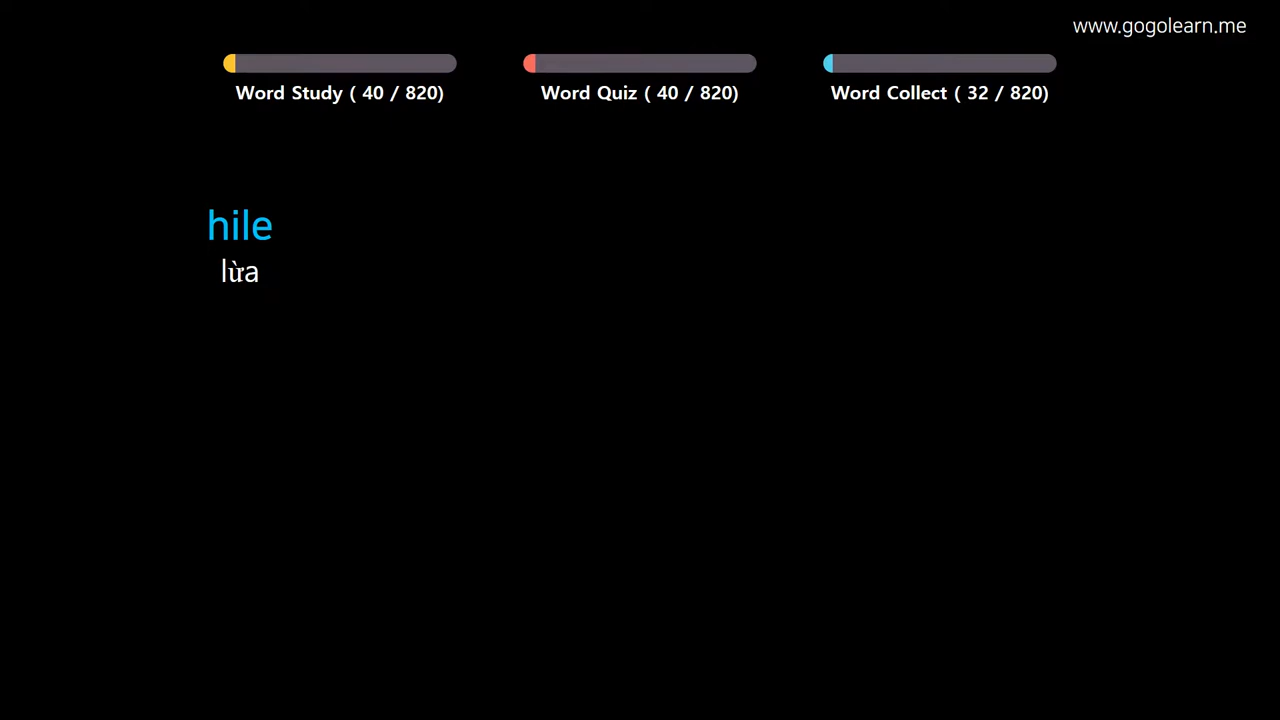 www.gogolearn.me
Word Study ( 40 / 820)
Word Quiz ( 40 / 820)
Word Collect ( 32 / 820)
hile
lừa